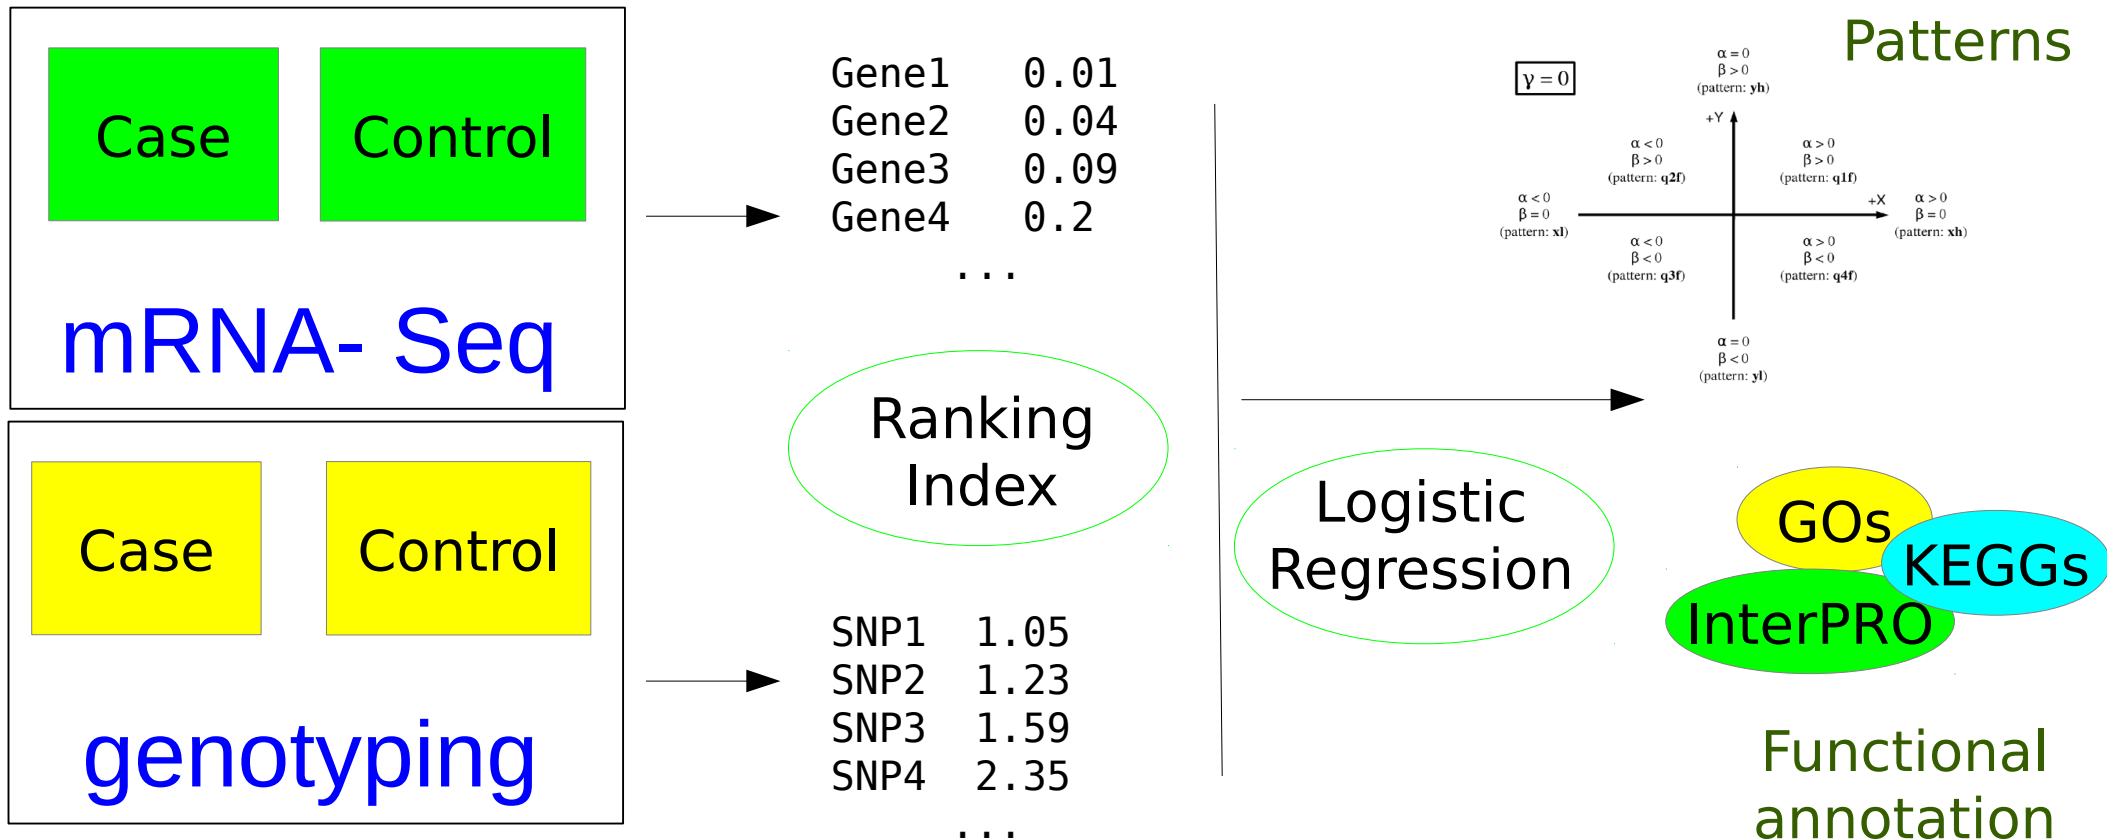 Case
Control
mRNA- Seq
Case
Control
genotyping
Gene1 0.01
Gene2 0.04
Gene3 0.09
Gene4 0.2
...
Ranking
Index
SNP1 1.05
SNP2 1.23
SNP3 1.59
SNP4 2.35
...
Logistic
Regression
Patterns
γ = 0
α = 0
β > 0
(pattern: yh)
+Y
α < 0
β > 0
(pattern: q2f)
α > 0
β > 0
(pattern: q1f)
α < 0
β = 0
(pattern: xl)
+X
α > 0
β = 0
(pattern: xh)
α < 0
β < 0
(pattern: q3f)
α > 0
β < 0
(pattern: q4f)
α = 0
β < 0
(pattern: yl)
GOs
KEGGs
InterPRO
Functional
annotation